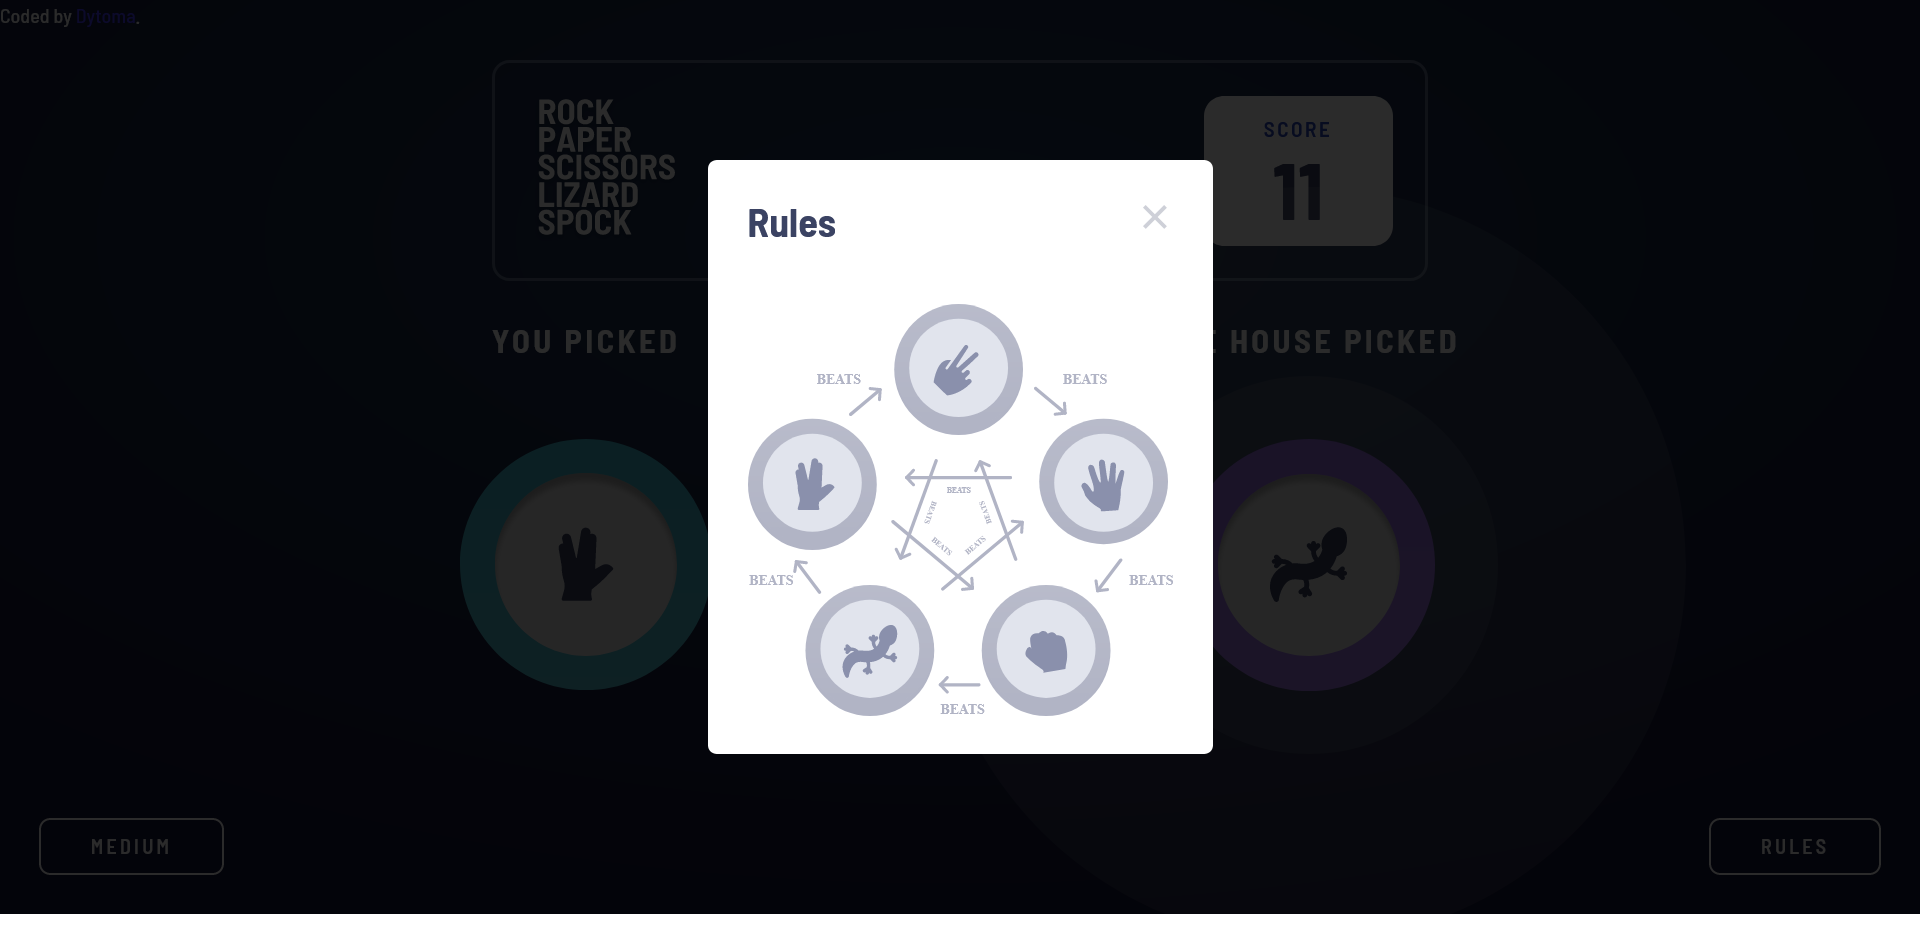 Coded by Dytoma.
ROCK
PAPER
SCISSORS
LIZARD
SPOCK
SCORE
11
Rules
YOU PICKED
HOUSE PICKED
BEATS
BEATS
BEATS
BEATS
BEATS
BEATS
BEATS
BEATS
BEATS
BEATS
MEDIUM
RULES